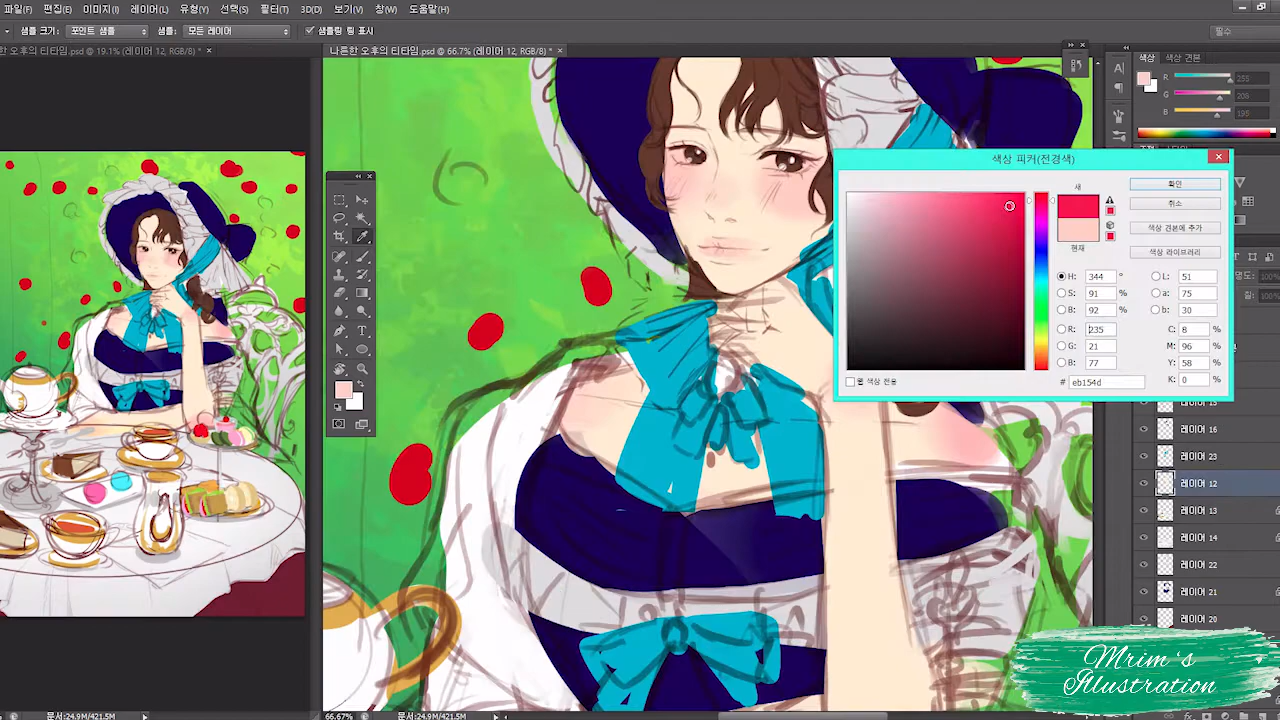 파일(F) 편집(E) 이미지(I) 레이어(L) 유형(Y) 선택(S) 필터(T) 3D(D) 보기(V) 창(W) 도움말(H)
샘플 크기: 포인트 샘플 샘플: 모든 레이어 샘플링 링 표시 필수
한 오후의 티타임.psd @ 19.1% (레이어 12, RGB/8) * ×
나른한 오후의 티타임.psd @ 66.7% (레이어 12, RGB/8) * ×
색상 색상 견본
R 255
G 205
B 195
색상 피커(전경색)
새
현재
확인
취소
색상 견본에 추가
색상 라이브러리
H: 344 ° L: 51
S: 91 % a: 75
B: 92 % b: 30
R: 235 C: 8 %
G: 21 M: 96 %
B: 77 Y: 58 %
# eb154d K: 0 %
웹 색상 전용
레이어 16
레이어 23
레이어 12
레이어 13
레이어 14
레이어 22
레이어 21
레이어 20
Mrim's
Illustration
문서:24.9M/421.5M
66.67% 문서:24.9M/421.5M